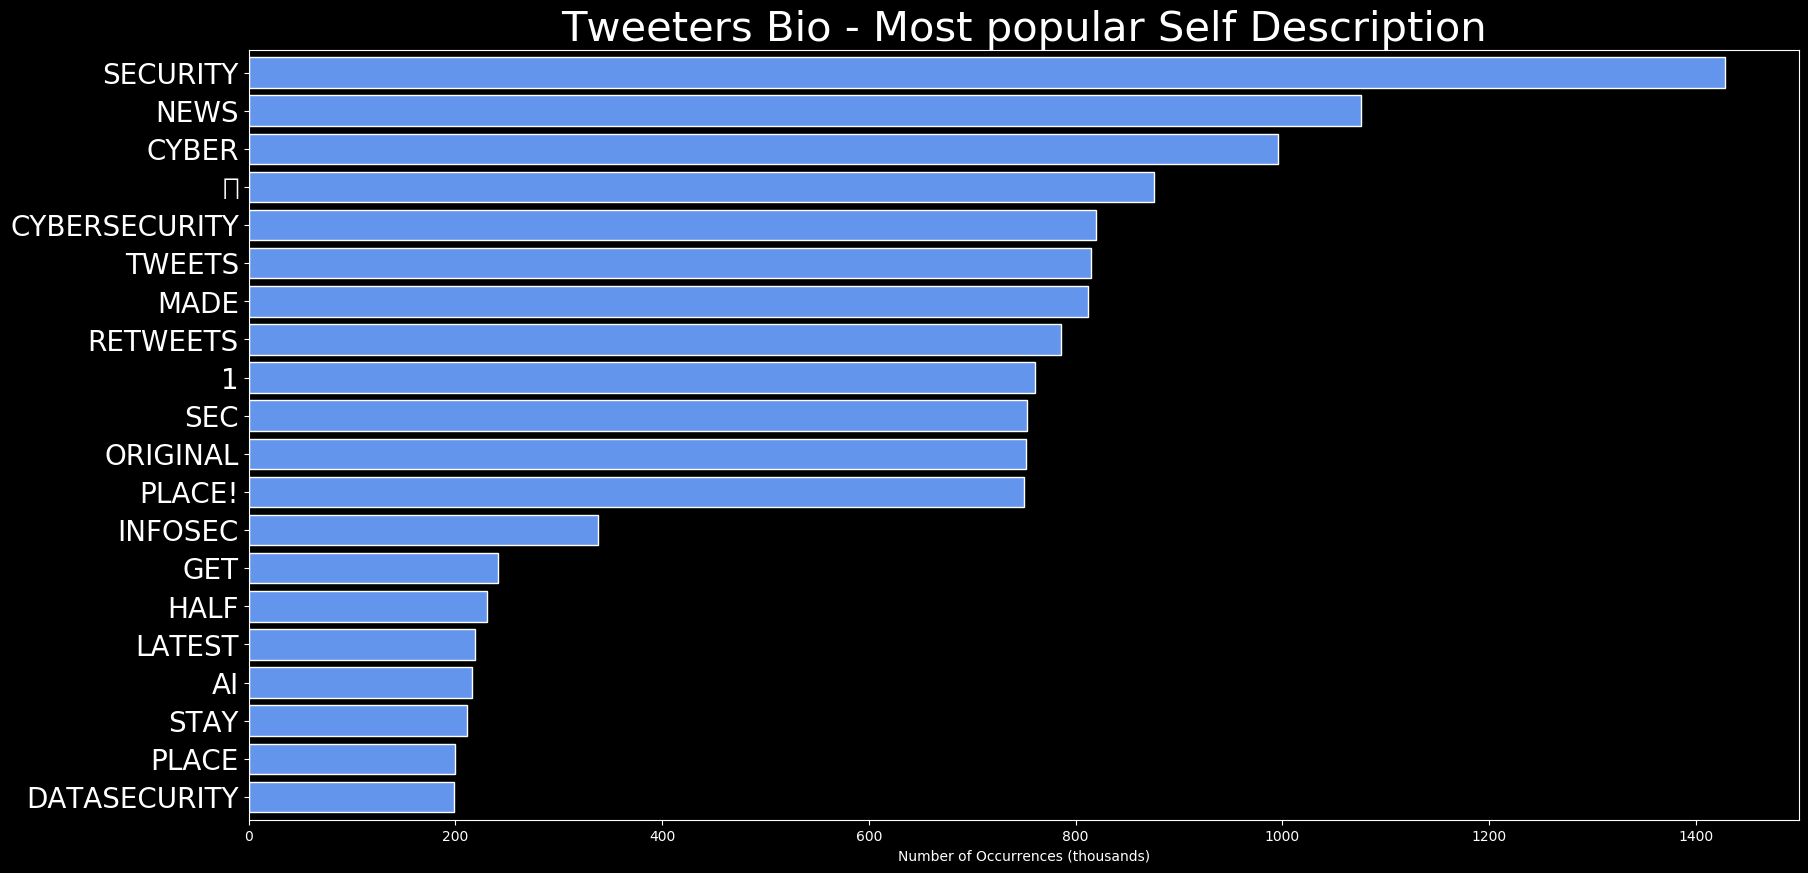 Tweeters Bio - Most popular Self Description
SECURITY
NEWS
CYBER
CYBERSECURITY
TWEETS
MADE
RETWEETS
1
SEC
ORIGINAL
PLACE!
INFOSEC
GET
HALF
LATEST
AI
STAY
PLACE
DATASECURITY
0 200 400 600 800 1000 1200 1400
Number of Occurrences (thousands)